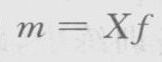 m = Xf